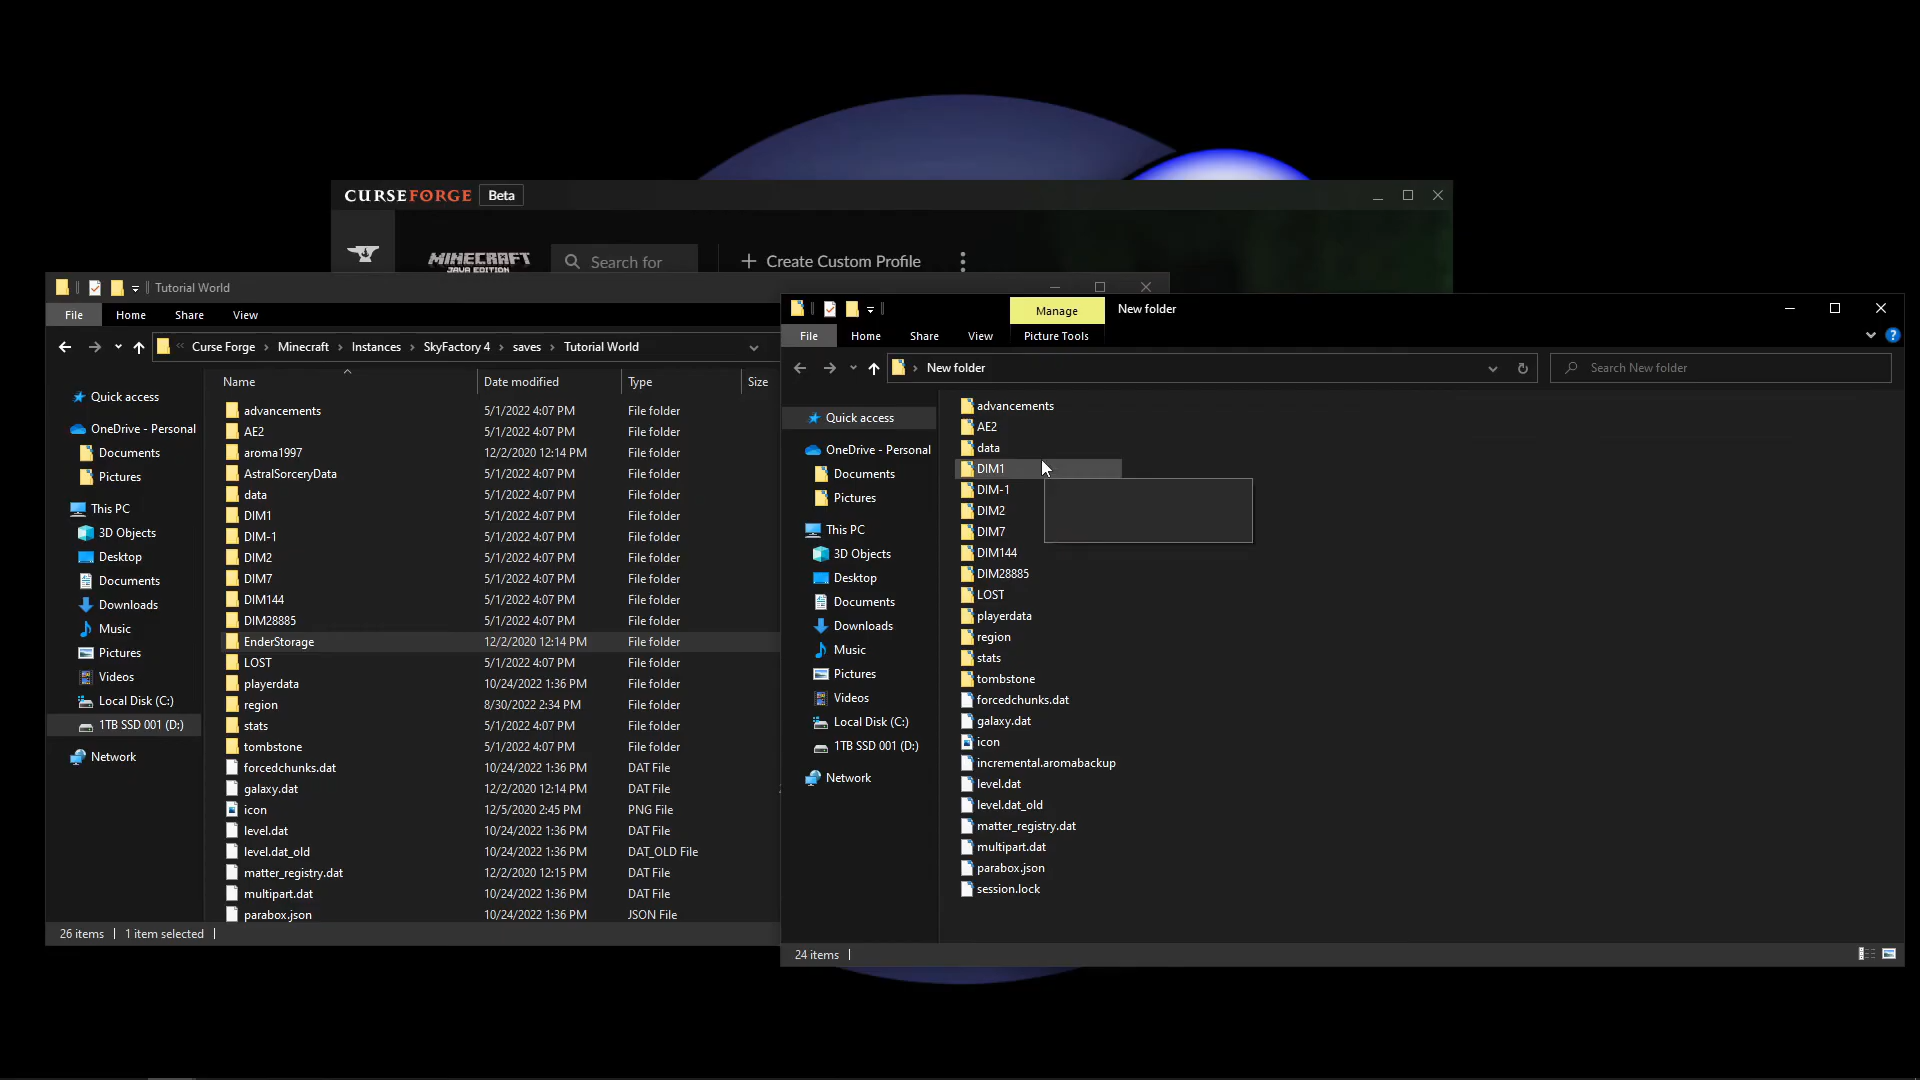 CURSEFORGE Beta
MINECRAFT
JAVA EDITION
Search for
Create Custom Profile
Tutorial World
File Home Share View
Curse Forge Minecraft Instances SkyFactory 4 saves Tutorial World
Quick access
OneDrive - Personal
Documents
Pictures
This PC
3D Objects
Desktop
Documents
Downloads
Music
Pictures
Videos
Local Disk (C:)
1TB SSD 001 (D:)
Network
Name Date modified Type Size
advancements 5/1/2022 4:07 PM File folder
AE2 5/1/2022 4:07 PM File folder
aroma1997 12/2/2020 12:14 PM File folder
AstralSorceryData 5/1/2022 4:07 PM File folder
data 5/1/2022 4:07 PM File folder
DIM1 5/1/2022 4:07 PM File folder
DIM-1 5/1/2022 4:07 PM File folder
DIM2 5/1/2022 4:07 PM File folder
DIM7 5/1/2022 4:07 PM File folder
DIM144 5/1/2022 4:07 PM File folder
DIM28885 5/1/2022 4:07 PM File folder
EnderStorage 12/2/2020 12:14 PM File folder
LOST 5/1/2022 4:07 PM File folder
playerdata 10/24/2022 1:36 PM File folder
region 8/30/2022 2:34 PM File folder
stats 5/1/2022 4:07 PM File folder
tombstone 5/1/2022 4:07 PM File folder
forcedchunks.dat 10/24/2022 1:36 PM DAT File
galaxy.dat 12/2/2020 12:14 PM DAT File
icon 12/5/2020 2:45 PM PNG File
level.dat 10/24/2022 1:36 PM DAT File
level.dat_old 10/24/2022 1:36 PM DAT_OLD File
matter_registry.dat 12/2/2020 12:15 PM DAT File
multipart.dat 10/24/2022 1:36 PM DAT File
parabox.json 10/24/2022 1:36 PM JSON File
26 items 1 item selected
Manage New folder
File Home Share View Picture Tools
New folder
Search New folder
Quick access
OneDrive - Personal
Documents
Pictures
This PC
3D Objects
Desktop
Documents
Downloads
Music
Pictures
Videos
Local Disk (C:)
1TB SSD 001 (D:)
Network
advancements
AE2
data
DIM1
DIM-1
DIM2
DIM7
DIM144
DIM28885
LOST
playerdata
region
stats
tombstone
forcedchunks.dat
galaxy.dat
icon
incremental.aromabackup
level.dat
level.dat_old
matter_registry.dat
multipart.dat
parabox.json
session.lock
24 items